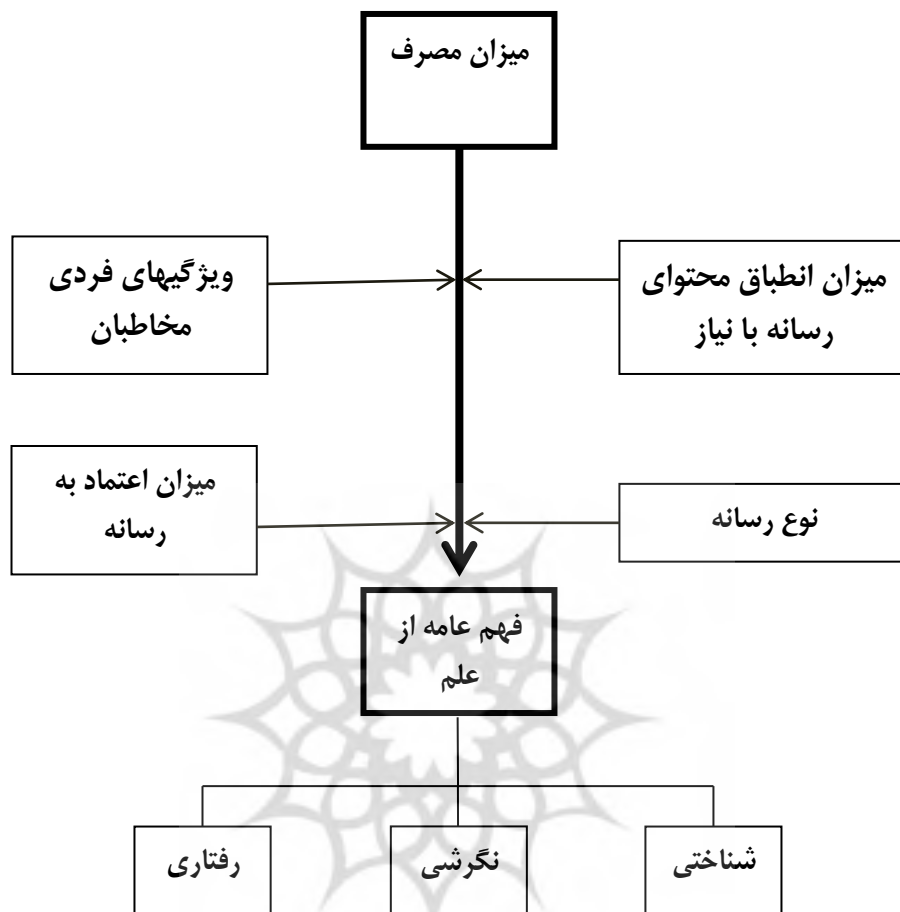 میزان مصرف
میزان انطباق محتوای
رسانه با نیاز
ویژگیهای فردی
مخاطبان
نوع رسانه
میزان اعتماد به
رسانه
فهم عامه از
علم
شناختی
نگرشی
رفتاری